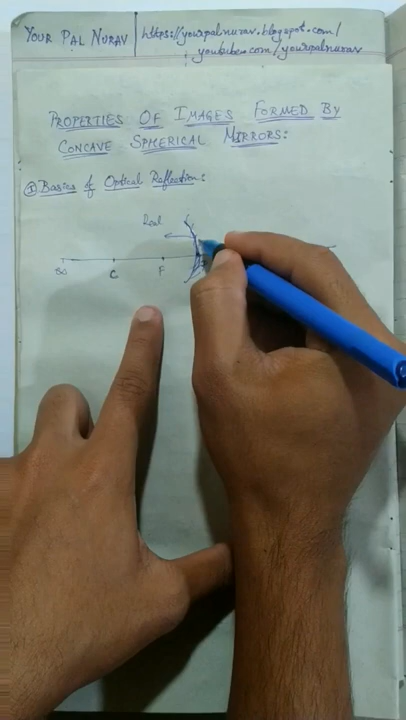 YOUR PAL NURAV
https://yourpalnurav.blogspot.com/
youtube.com/yourpalnurav
PROPERTIES OF IMAGES FORMED BY
CONCAVE SPHERICAL MIRRORS:
Basics of Optical Reflection:
Real
∞ C F